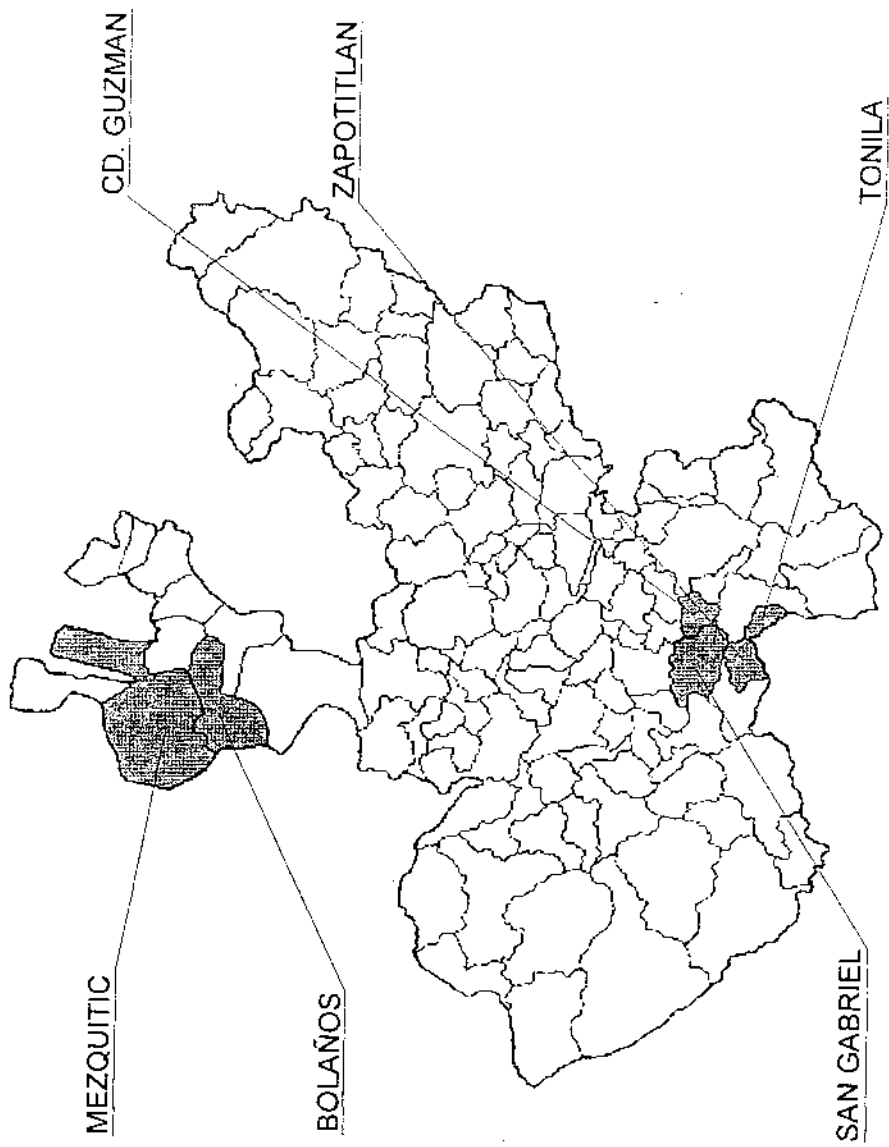 MEZQUITIC
BOLAÑOS
SAN GABRIEL
CD. GUZMAN
ZAPOTITLAN
TONILA